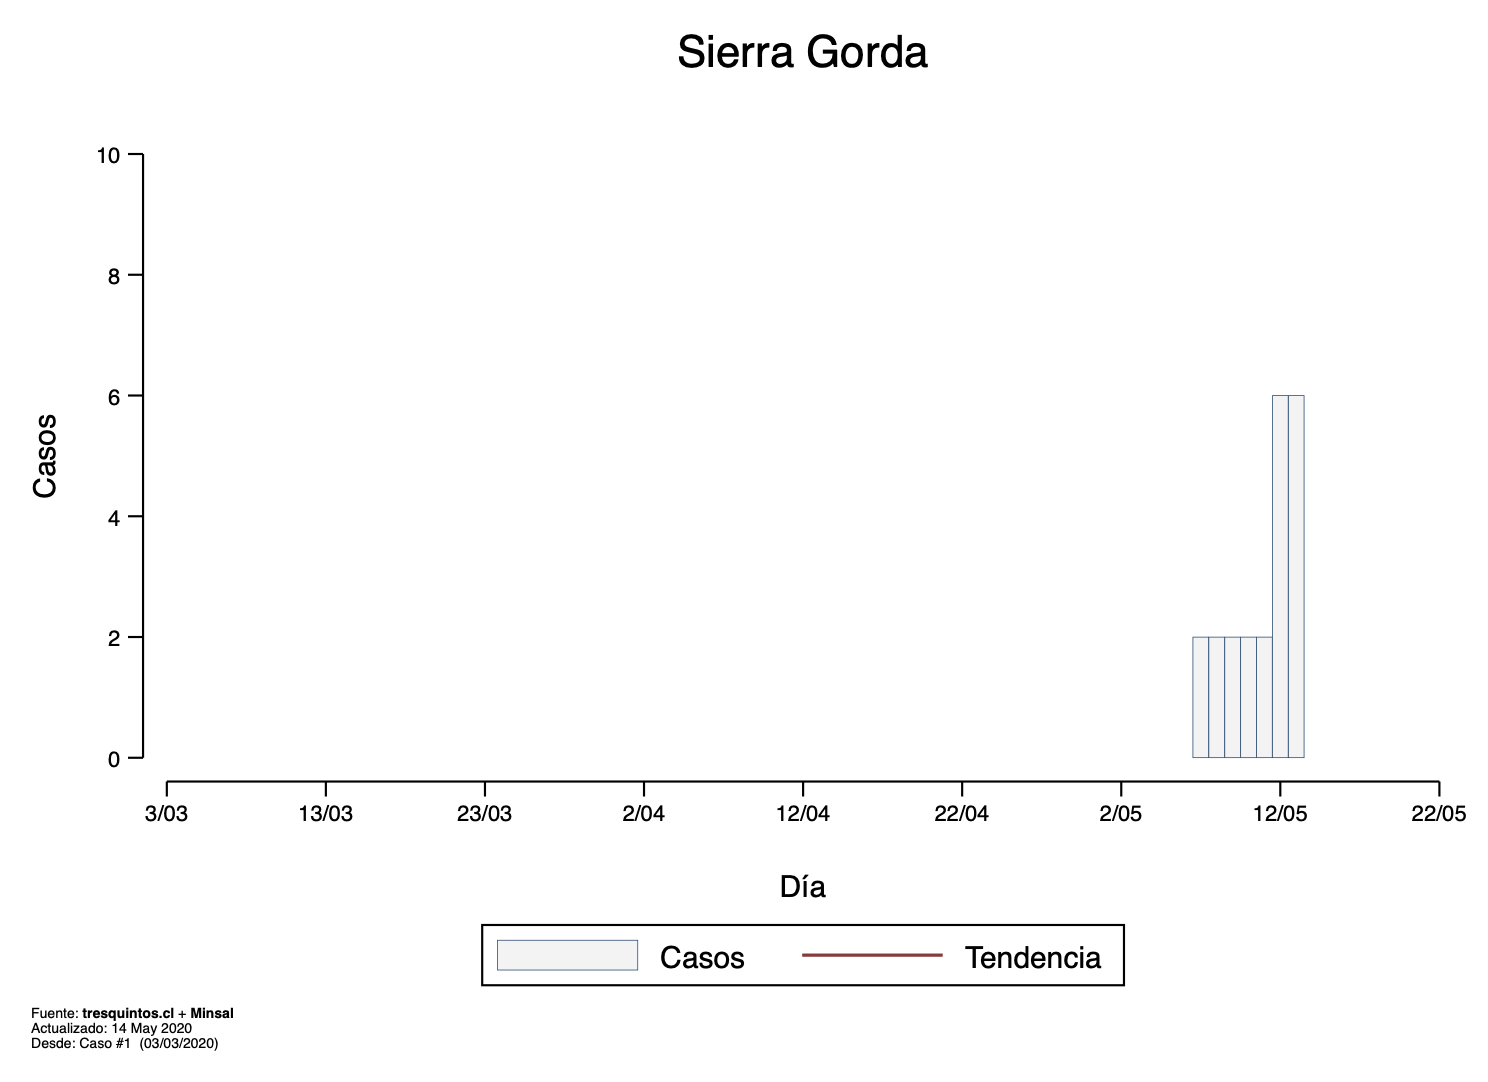 Sierra Gorda
10
8
6
4
2
0
Casos
3/03 13/03 23/03 2/04 12/04 22/04 2/05 12/05 22/05
Día
Casos Tendencia
Fuente: tresquintos.cl + Minsal
Actualizado: 14 May 2020
Desde: Caso #1 (03/03/2020)